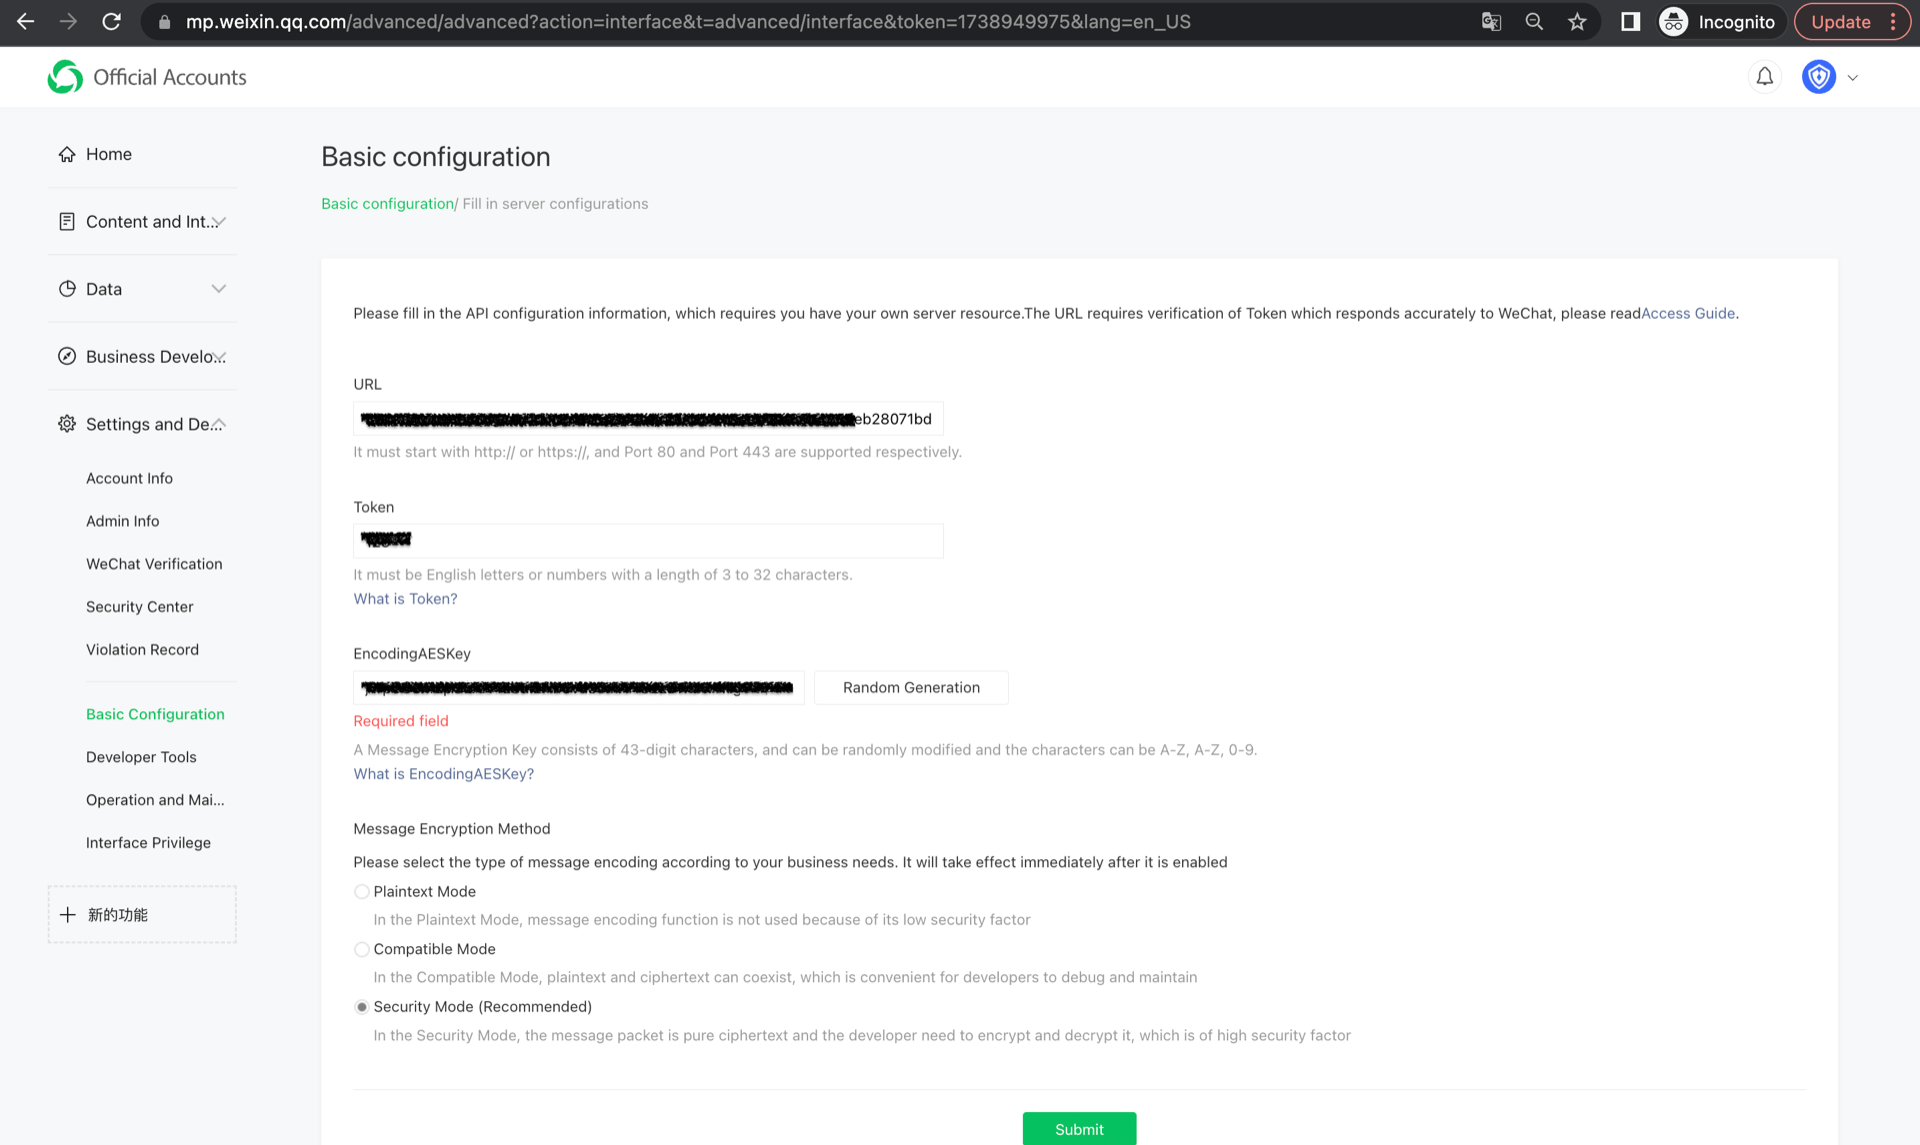 mp.weixin.qq.com/advanced/advanced?action=interface&t=advanced/interface&token=1738949975&lang=en_US
Incognito
Update
Official Accounts
Home
Content and Int...
Data
Business Develo...
Settings and De...
Account Info
Admin Info
WeChat Verification
Security Center
Violation Record
Basic Configuration
Developer Tools
Operation and Mai...
Interface Privilege
新的功能
Basic configuration
Basic configuration/ Fill in server configurations
Please fill in the API configuration information, which requires you have your own server resource.The URL requires verification of Token which responds accurately to WeChat, please readAccess Guide.
URL
eb28071bd
It must start with http:// or https://, and Port 80 and Port 443 are supported respectively.
Token
It must be English letters or numbers with a length of 3 to 32 characters.
What is Token?
EncodingAESKey
Random Generation
Required field
A Message Encryption Key consists of 43-digit characters, and can be randomly modified and the characters can be A-Z, A-Z, 0-9.
What is EncodingAESKey?
Message Encryption Method
Please select the type of message encoding according to your business needs. It will take effect immediately after it is enabled
Plaintext Mode
In the Plaintext Mode, message encoding function is not used because of its low security factor
Compatible Mode
In the Compatible Mode, plaintext and ciphertext can coexist, which is convenient for developers to debug and maintain
Security Mode (Recommended)
In the Security Mode, the message packet is pure ciphertext and the developer need to encrypt and decrypt it, which is of high security factor
Submit